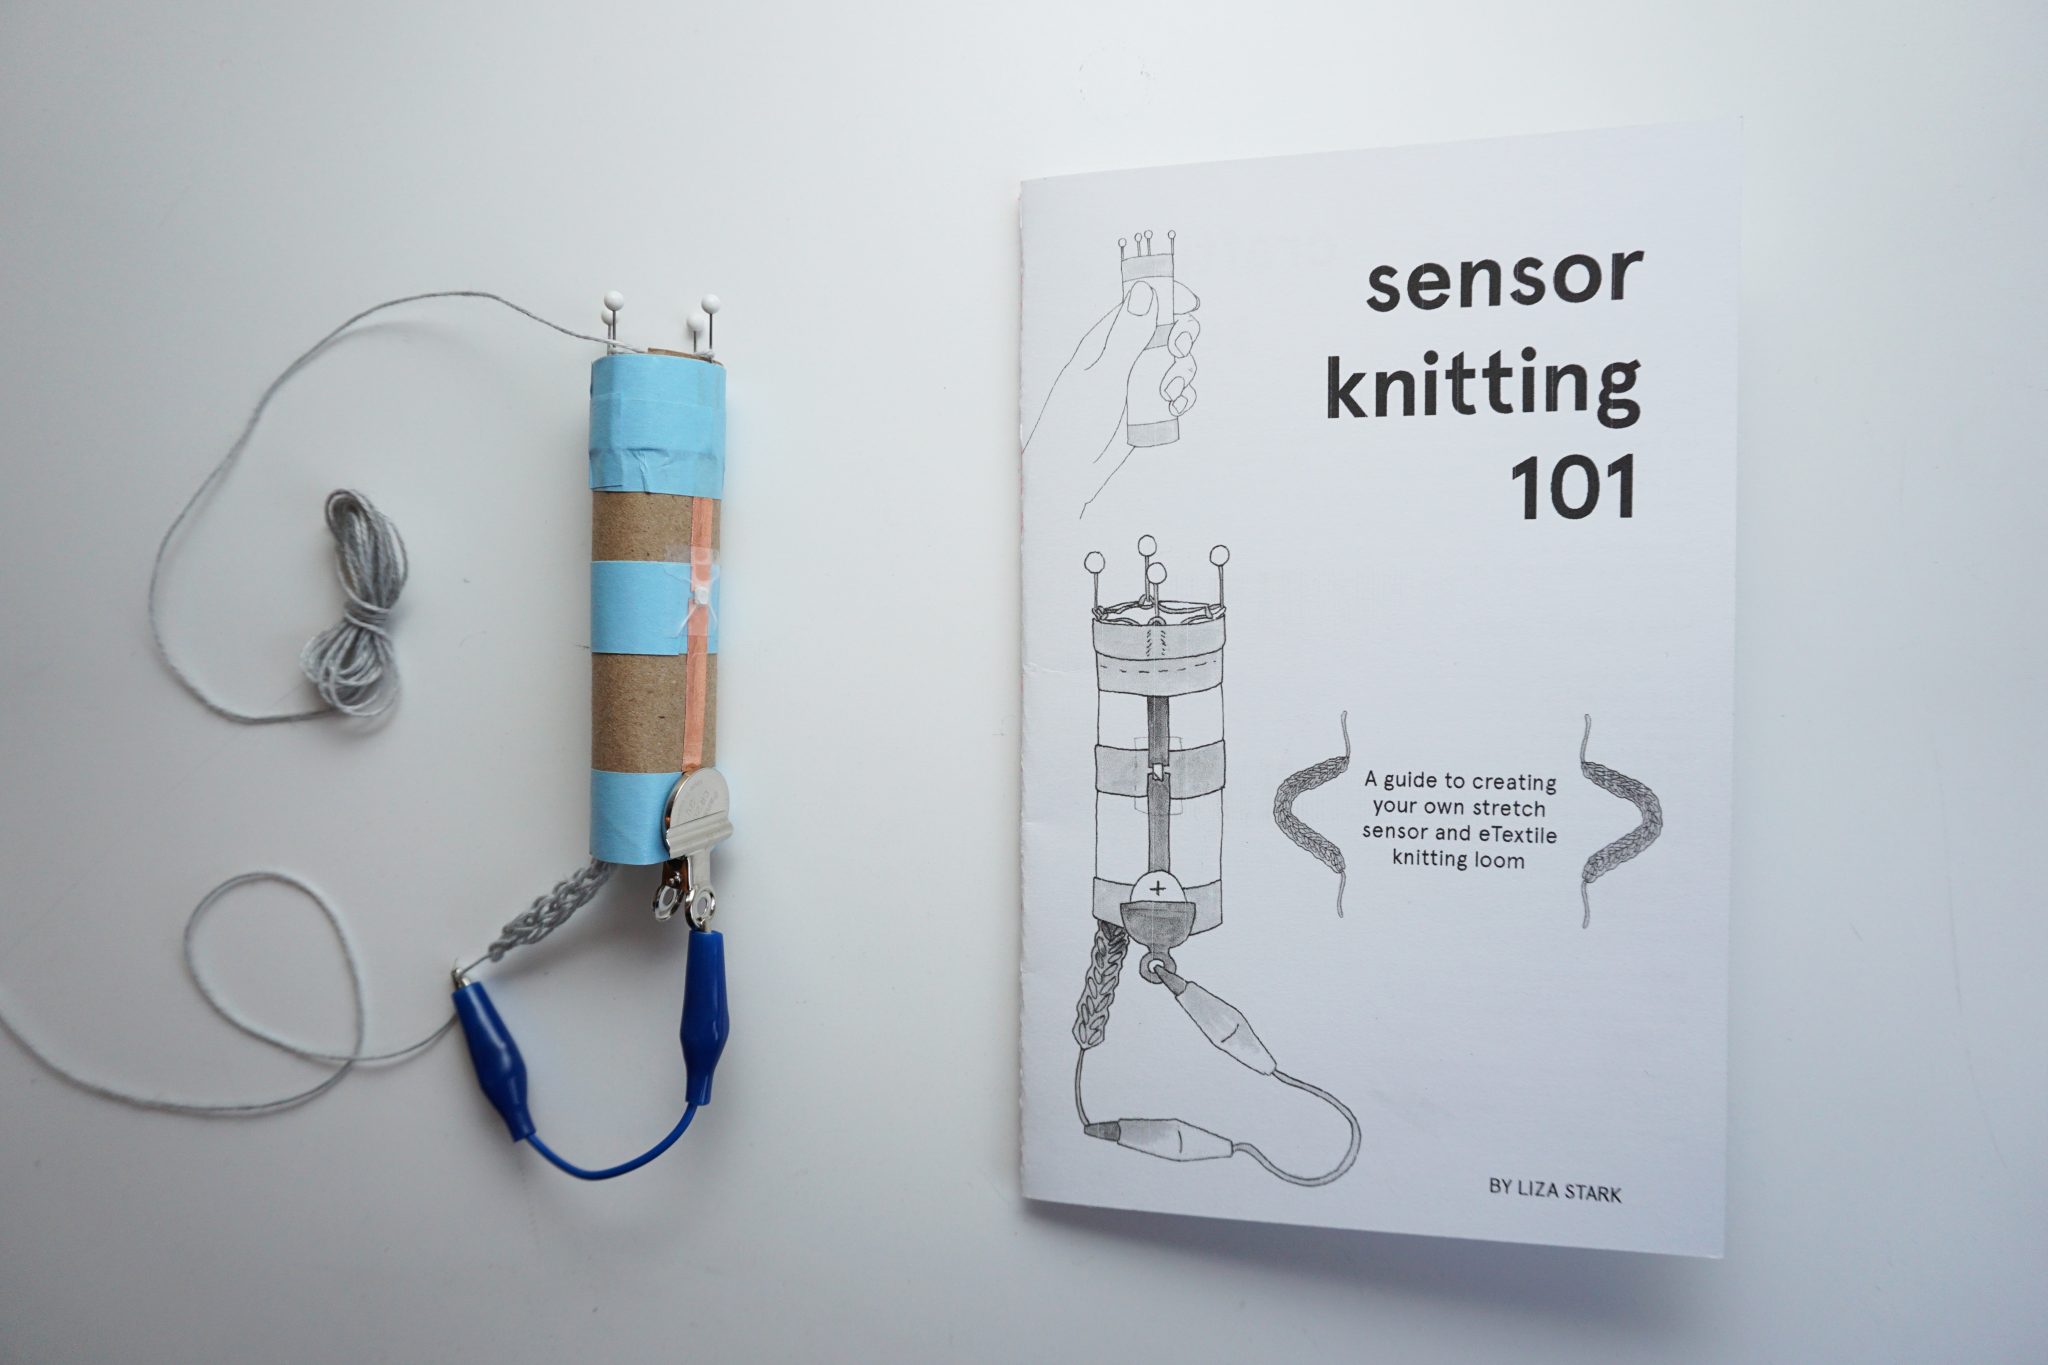 sensor
knitting
101
A guide to creating
your own stretch
sensor and eTextile
knitting loom
+
BY LIZA STARK